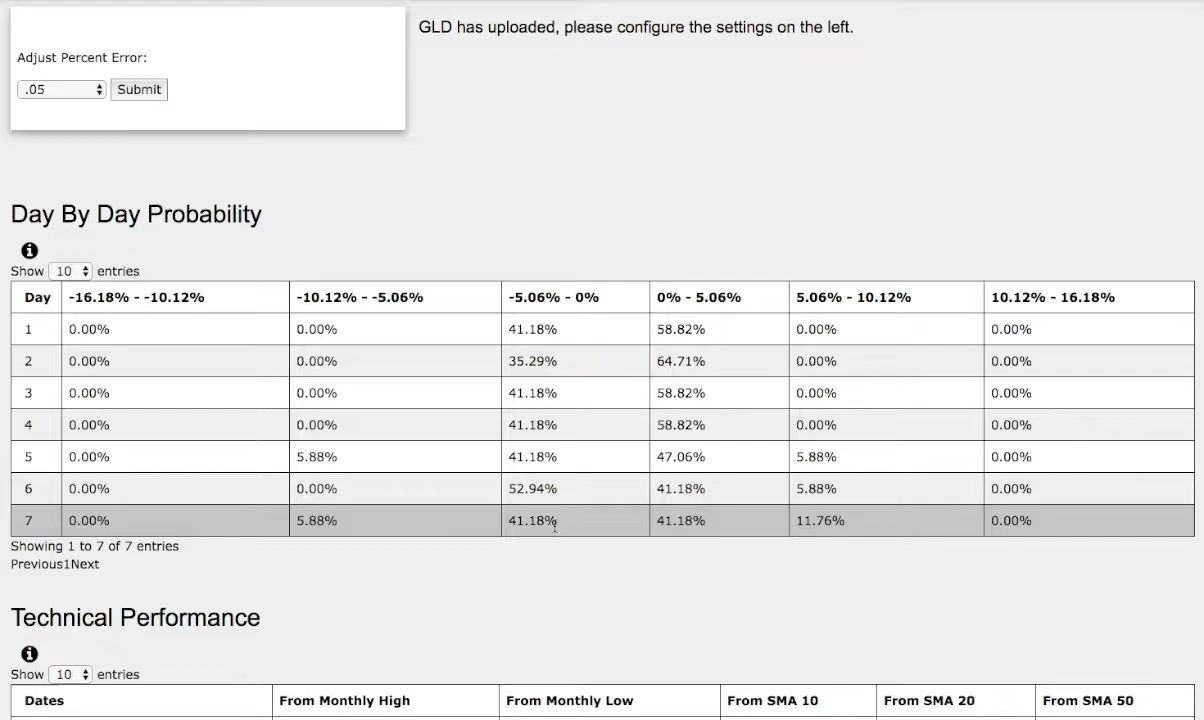 GLD has uploaded, please configure the settings on the left.
Adjust Percent Error:
.05 Submit
Day By Day Probability
Show 10 entries
Day -16.18% - -10.12% -10.12% - -5.06% -5.06% - 0% 0% - 5.06% 5.06% - 10.12% 10.12% - 16.18%
1 0.00% 0.00% 41.18% 58.82% 0.00% 0.00%
2 0.00% 0.00% 35.29% 64.71% 0.00% 0.00%
3 0.00% 0.00% 41.18% 58.82% 0.00% 0.00%
4 0.00% 0.00% 41.18% 58.82% 0.00% 0.00%
5 0.00% 5.88% 41.18% 47.06% 5.88% 0.00%
6 0.00% 0.00% 52.94% 41.18% 5.88% 0.00%
7 0.00% 5.88% 41.18% 41.18% 11.76% 0.00%
Showing 1 to 7 of 7 entries
Previous1Next
Technical Performance
Show 10 entries
Dates From Monthly High From Monthly Low From SMA 10 From SMA 20 From SMA 50